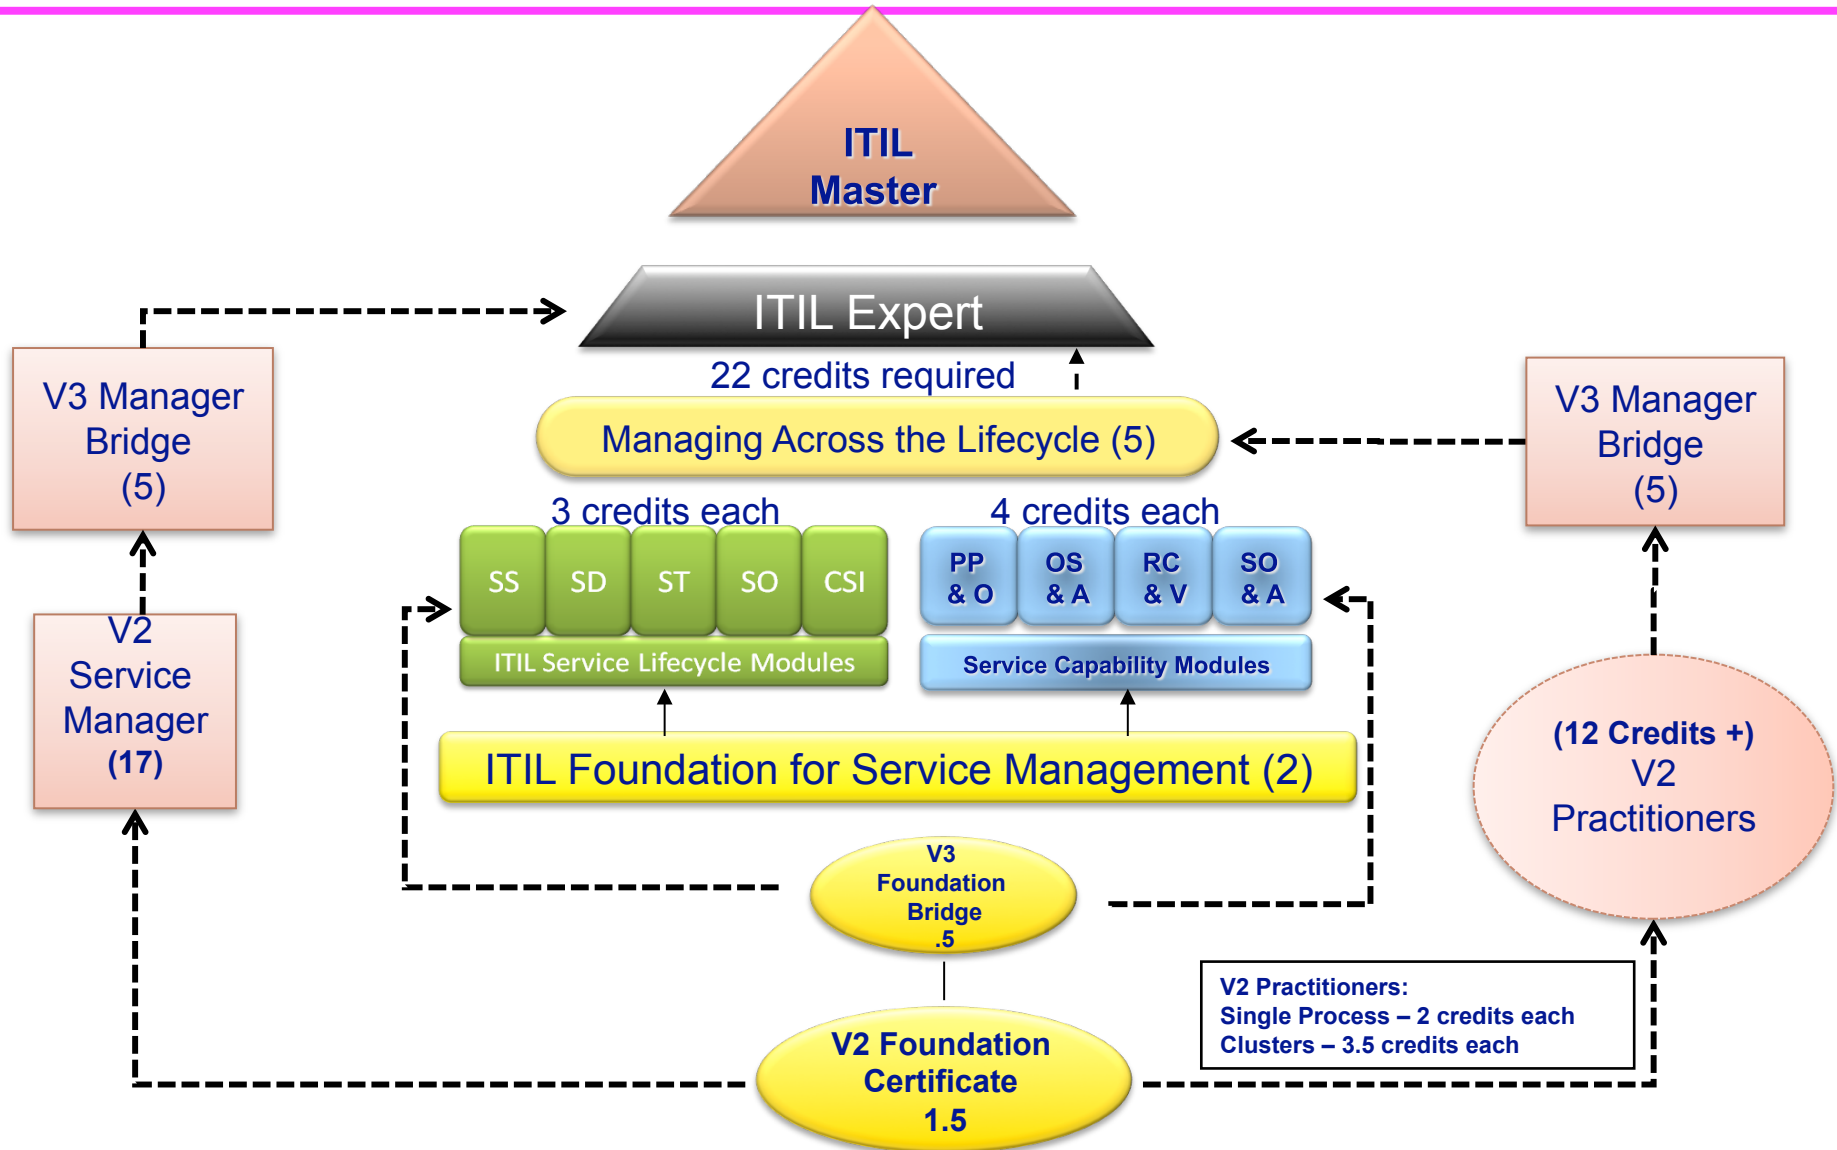 ITIL
Master
ITIL Expert
22 credits required
Managing Across the Lifecycle (5)
V3 Manager
Bridge
(5)
V3 Manager
Bridge
(5)
3 credits each
4 credits each
SS
SD
ST
SO
CSI
PP
& O
OS
& A
RC
& V
SO
& A
ITIL Service Lifecycle Modules
Service Capability Modules
V2
Service
Manager
(17)
ITIL Foundation for Service Management (2)
(12 Credits +)
V2
Practitioners
V3
Foundation
Bridge
.5
V2 Practitioners:
Single Process – 2 credits each
Clusters – 3.5 credits each
V2 Foundation
Certificate
1.5